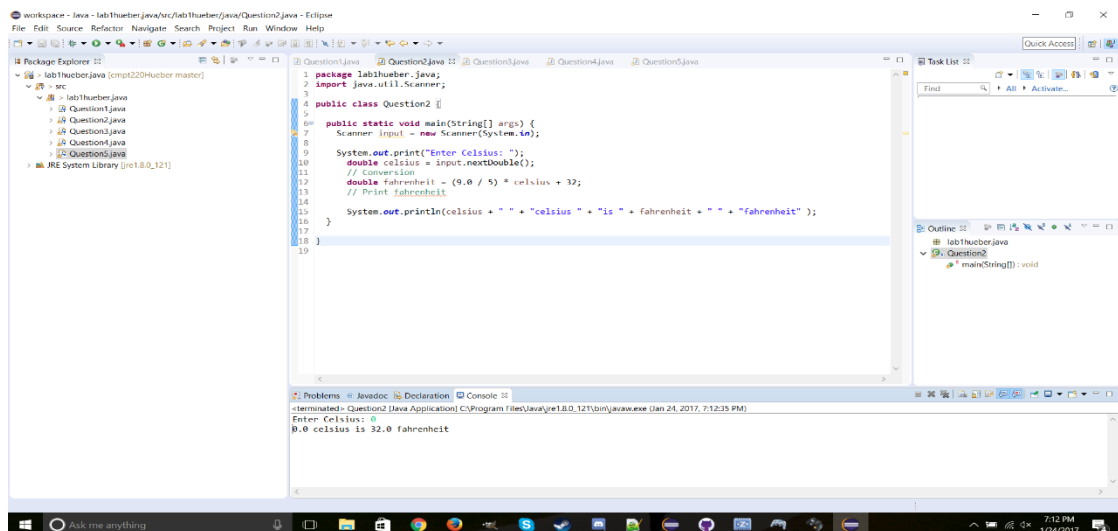 workspace - Java - lab1hueber.java/src/lab1hueber/java/Question2.java - Eclipse
File Edit Source Refactor Navigate Search Project Run Window Help
Quick Access
Package Explorer
> lab1hueber.java [cmpt220Hueber master]
> src
> lab1hueber.java
> Question1.java
> Question2.java
> Question3.java
> Question4.java
> Question5.java
> JRE System Library [jre1.8.0_121]
Question1.java Question2.java Question3.java Question4.java Question5.java
1 package lab1hueber.java;
2 import java.util.Scanner;
3
4 public class Question2 {
5
6 public static void main(String[] args) {
7 Scanner input = new Scanner(System.in);
8
9 System.out.print("Enter Celsius: ");
10 double celsius = input.nextDouble();
11 // Conversion
12 double fahrenheit = (9.0 / 5) * celsius + 32;
13 // Print fahrenheit
14
15 System.out.println(celsius + " " + "celsius " + "is " + fahrenheit + " " + "fahrenheit" );
16 }
17
18 }
19
Task List
Find All Activate...
Outline
lab1hueber.java
Question2
main(String[]) : void
Problems Javadoc Declaration Console
<terminated> Question2 [Java Application] C:\Program Files\Java\jre1.8.0_121\bin\javaw.exe (Jan 24, 2017, 7:12:35 PM)
Enter Celsius: 0
0.0 celsius is 32.0 fahrenheit
Ask me anything
7:12 PM
1/24/2017